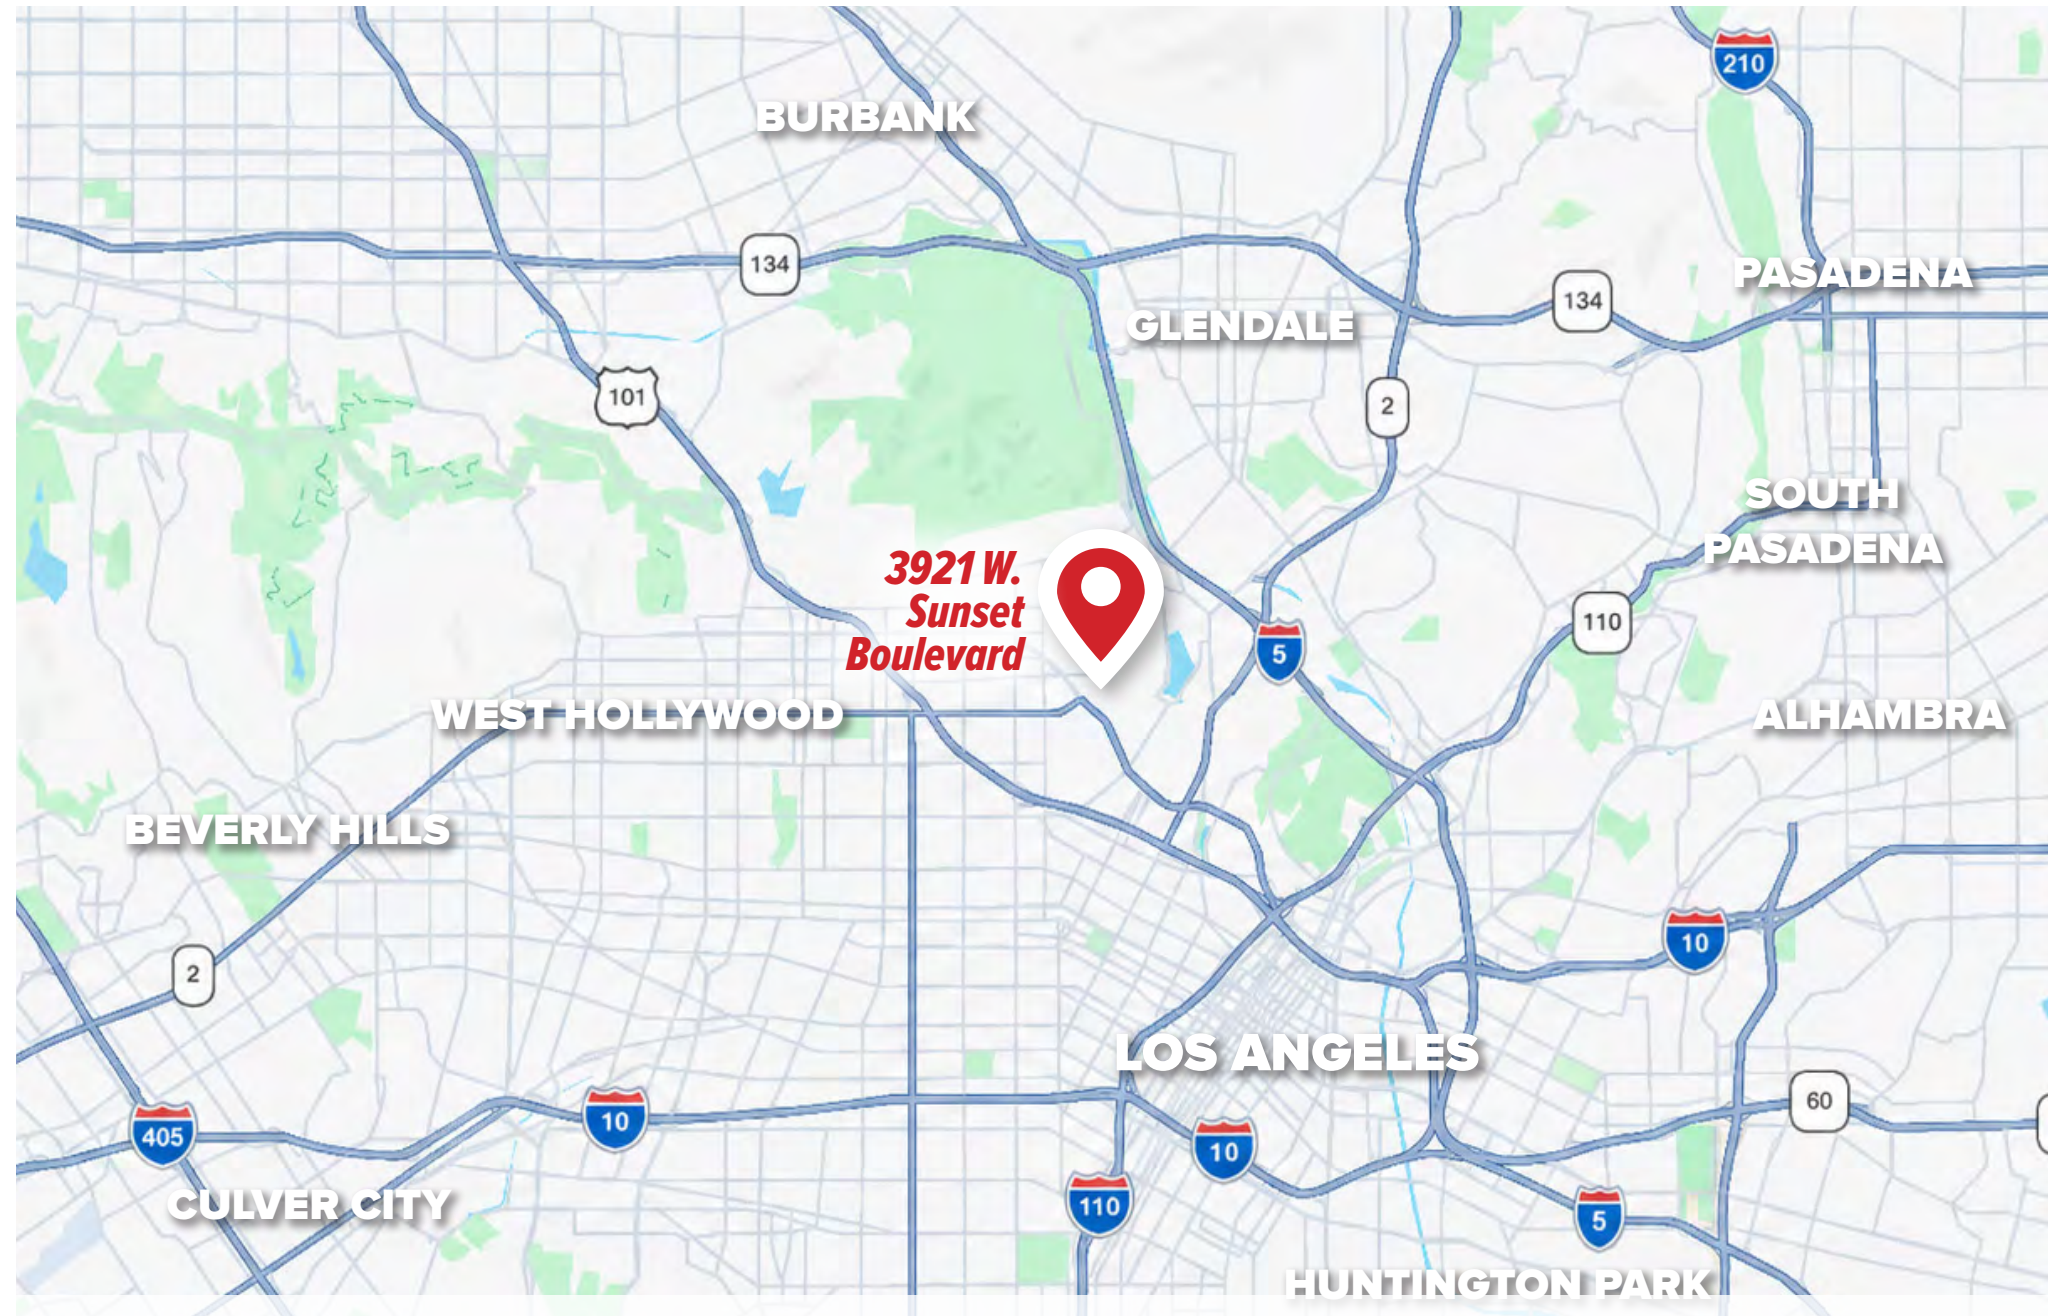 210
BURBANK
134
PASADENA
134
GLENDALE
101
2
SOUTH
PASADENA
3921 W.
Sunset
Boulevard
110
5
WEST HOLLYWOOD
ALHAMBRA
BEVERLY HILLS
10
2
LOS ANGELES
60
10
405
10
110
5
CULVER CITY
HUNTINGTON PARK